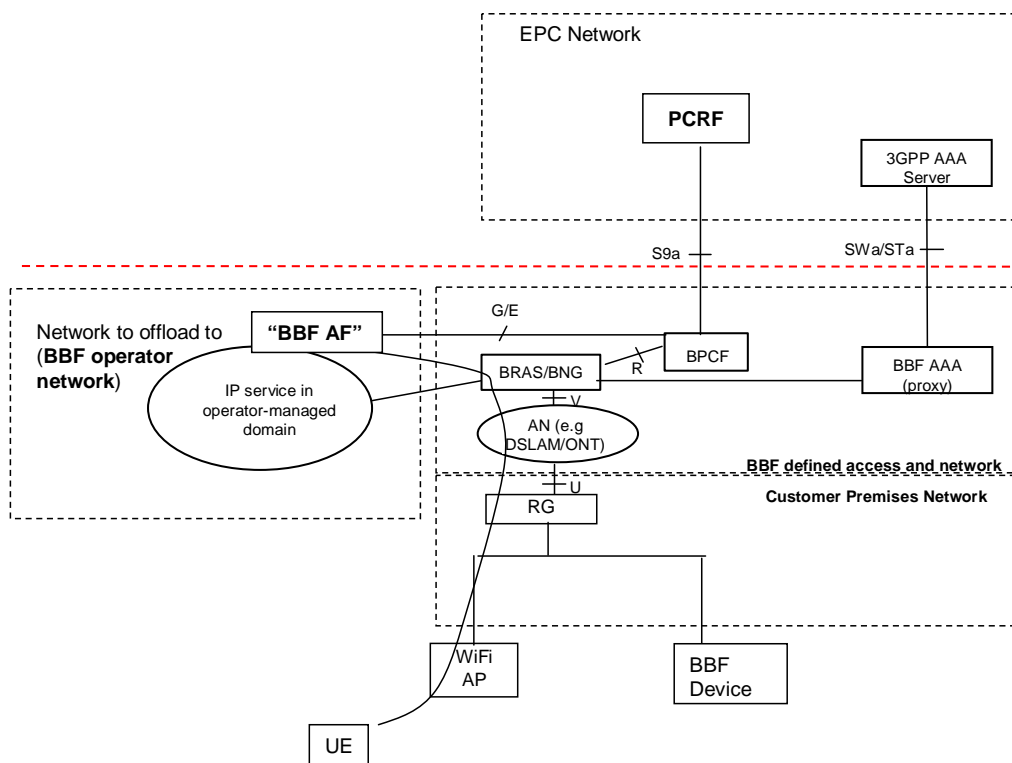 EPC Network
PCRF
3GPP AAA
Server
S9a
SWa/STa
G/E
Network to offload to
(BBF operator
network)
“BBF AF”
BPCF
R
BRAS/BNG
BBF AAA
(proxy)
IP service in
operator-managed
domain
V
AN (e.g
DSLAM/ONT)
BBF defined access and network
U
Customer Premises Network
RG
WiFi
AP
BBF
Device
UE